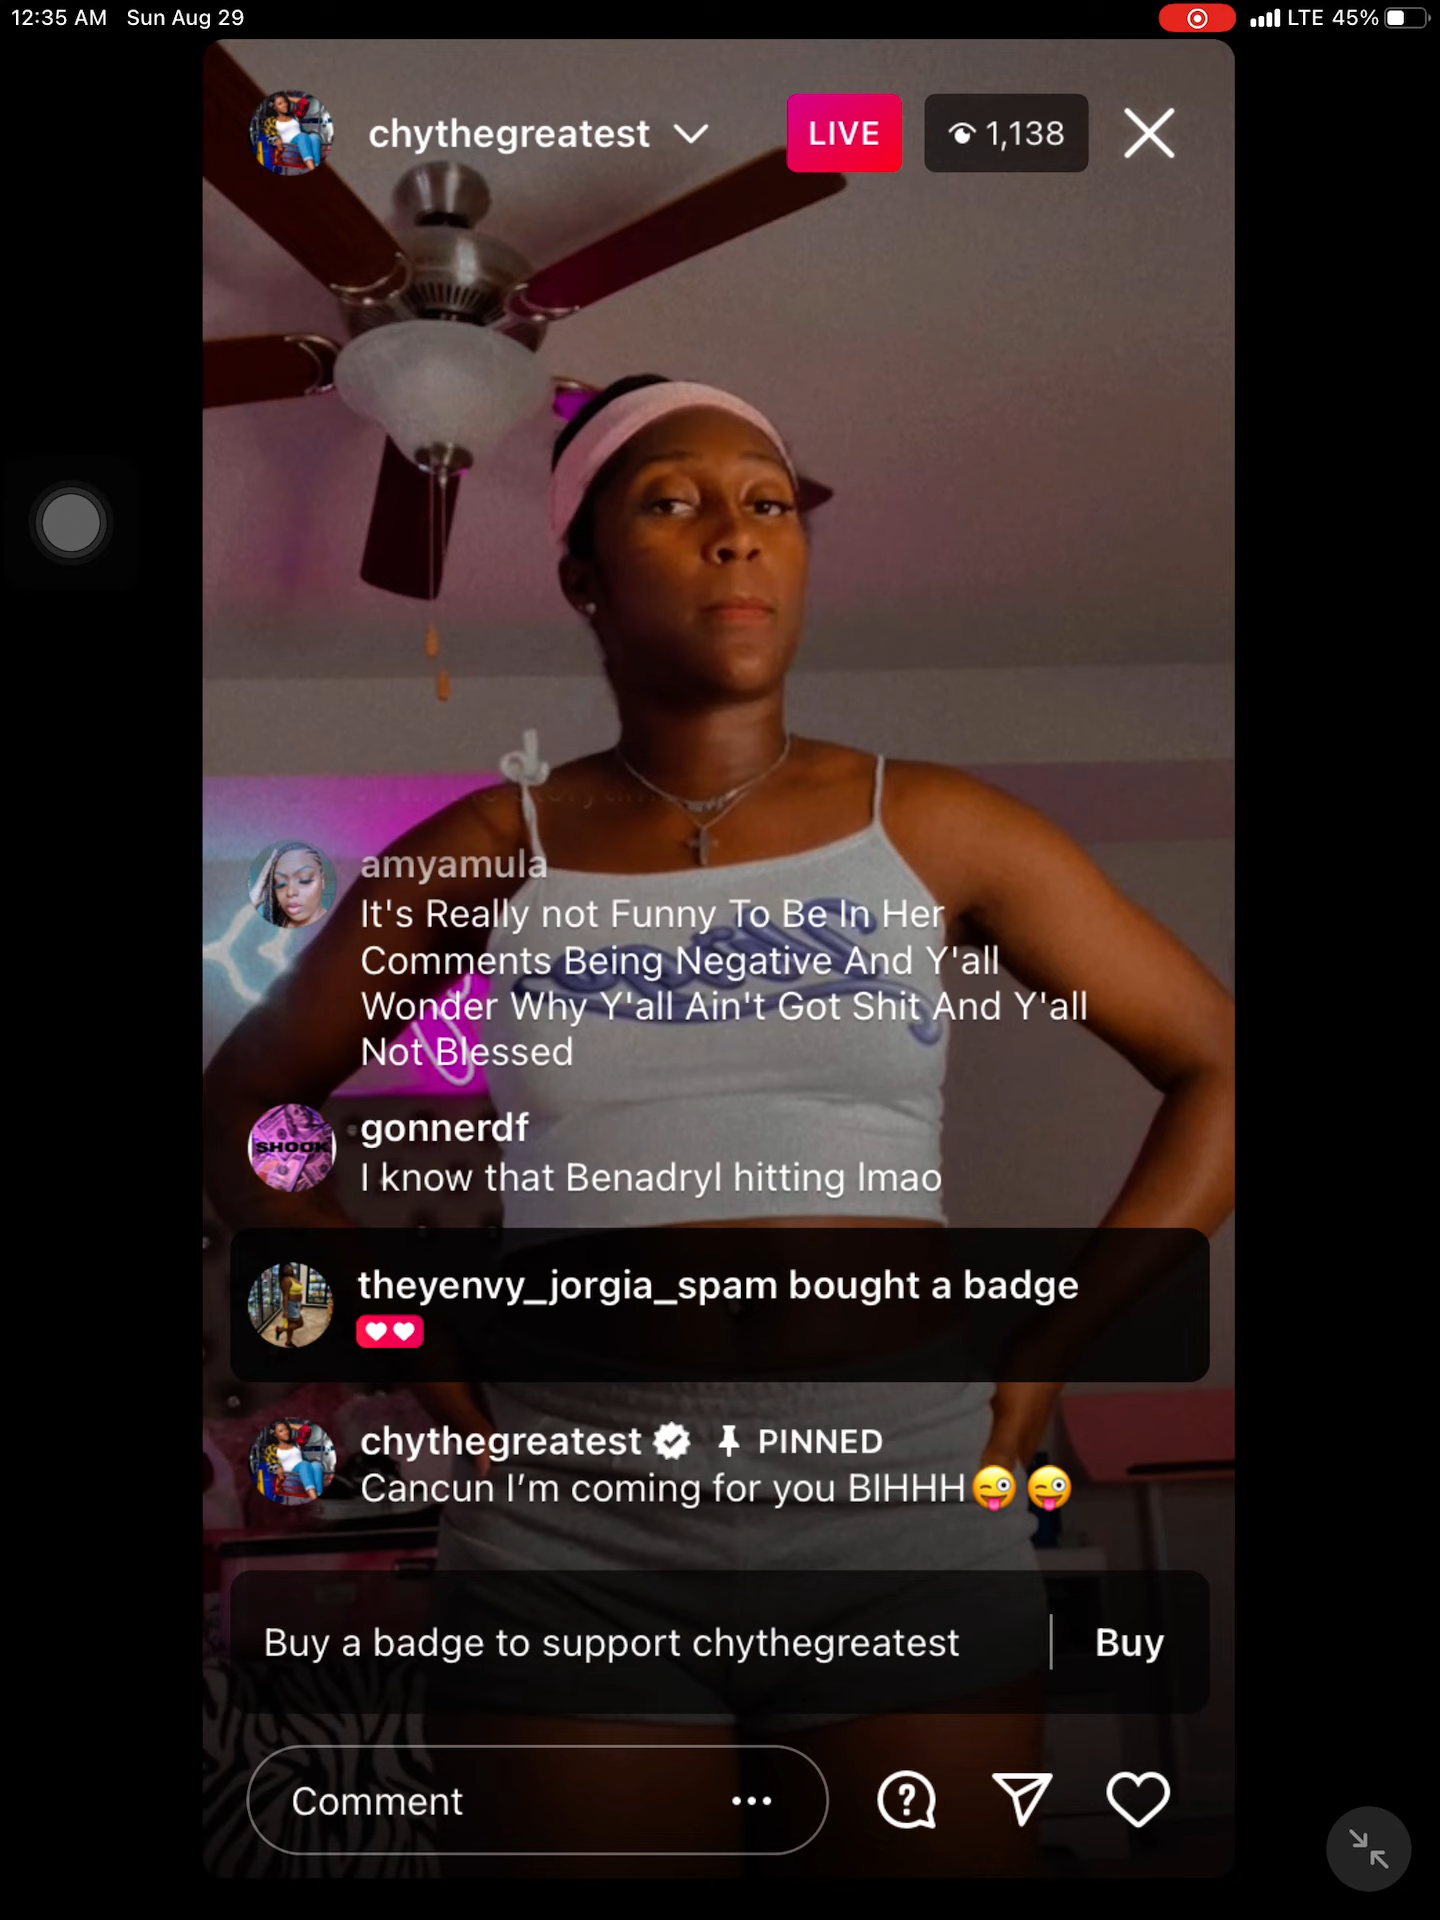 12:35 AM Sun Aug 29
LTE 45%
chythegreatest
LIVE
1,138
amyamula
It's Really not Funny To Be In Her
Comments Being Negative And Y'all
Wonder Why Y'all Ain't Got Shit And Y'all
Not Blessed
SHOOK
gonnerdf
I know that Benadryl hitting lmao
theyenvy_jorgia_spam bought a badge
chythegreatest PINNED
Cancun I’m coming for you BIHHH😜😜
Buy a badge to support chythegreatest | Buy
Comment